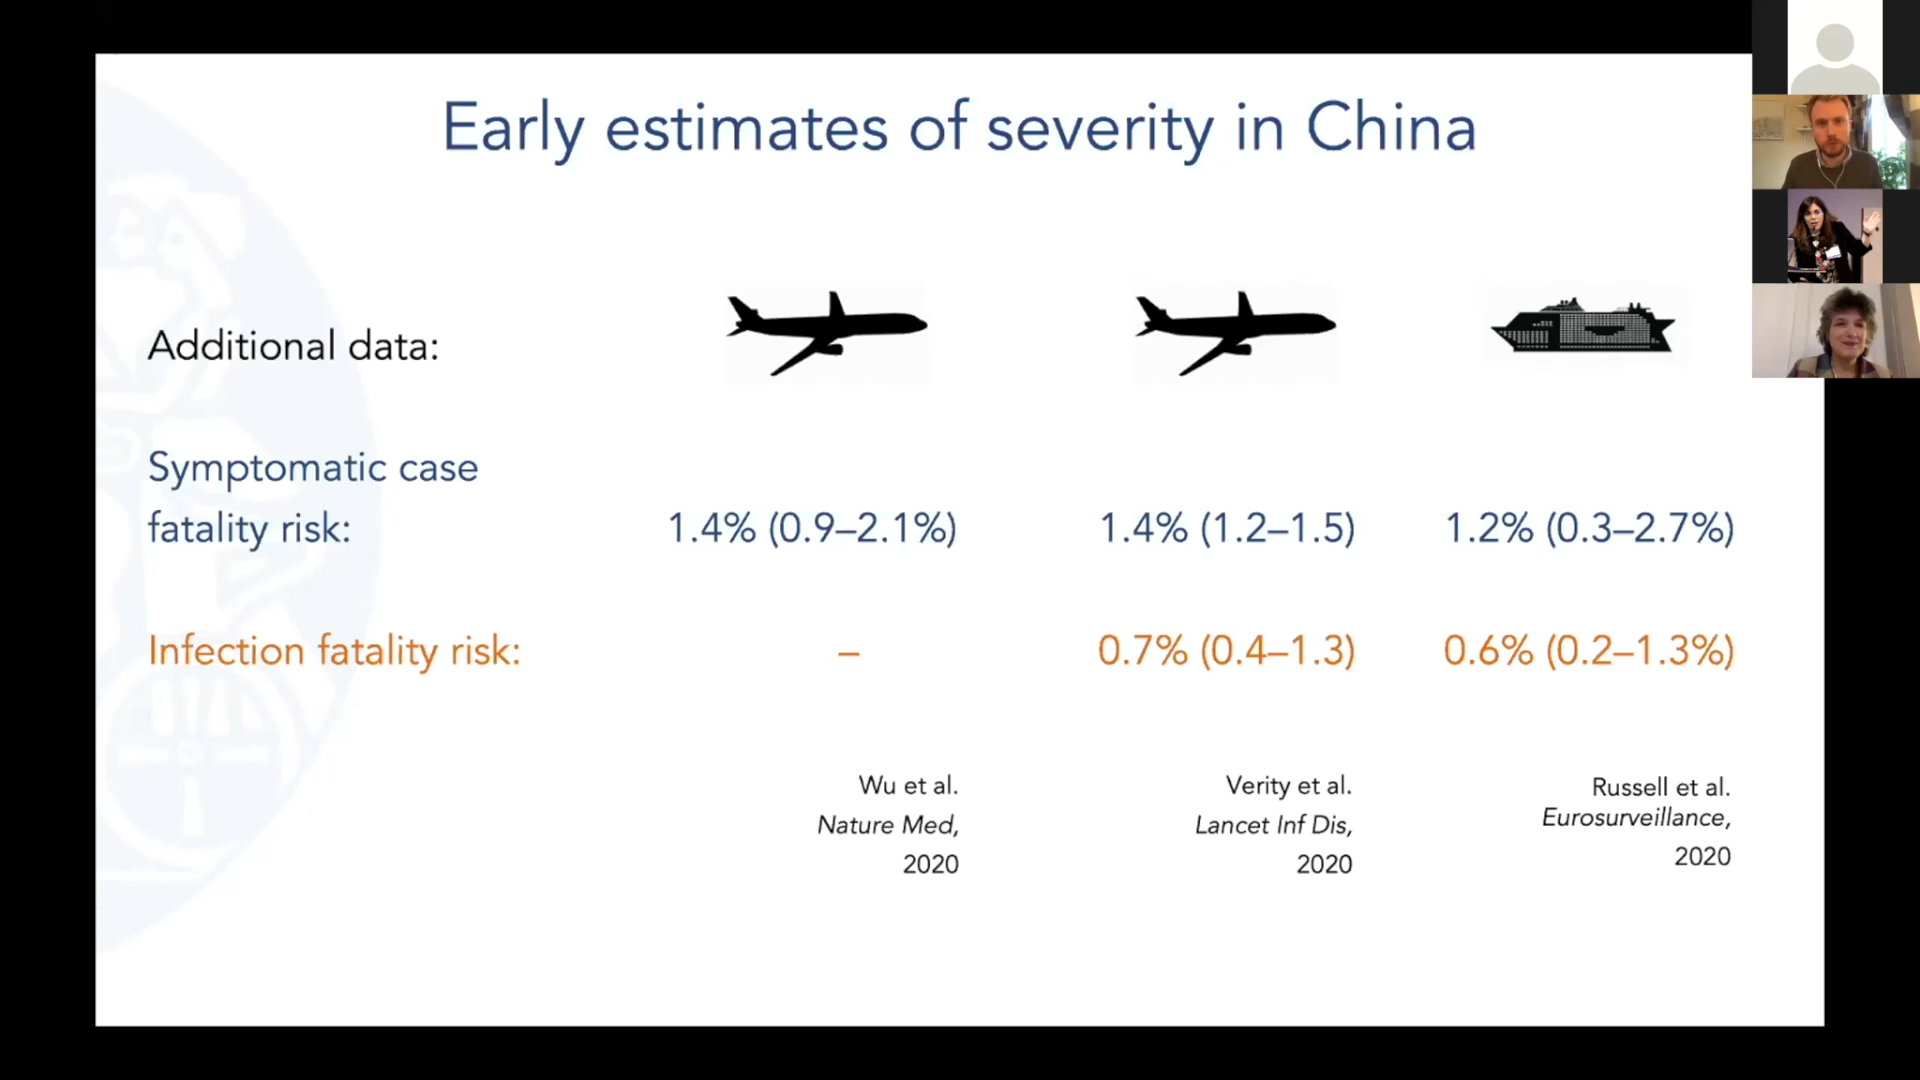 Early estimates of severity in China
Additional data:
Symptomatic case
fatality risk:
1.4% (0.9–2.1%)
1.4% (1.2–1.5)
1.2% (0.3–2.7%)
Infection fatality risk:
–
0.7% (0.4–1.3)
0.6% (0.2–1.3%)
Wu et al.
Nature Med,
2020
Verity et al.
Lancet Inf Dis,
2020
Russell et al.
Eurosurveillance,
2020